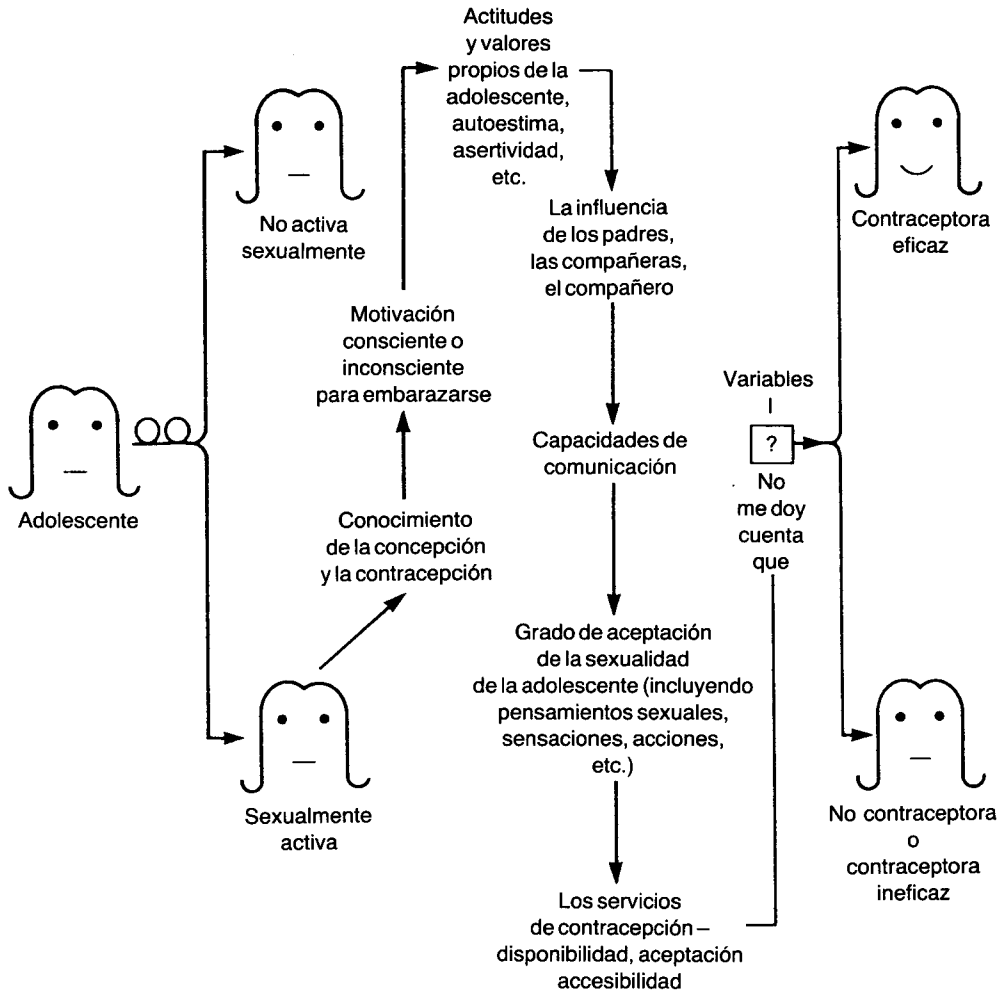 Adolescente
No activa
sexualmente
Sexualmente
activa
Conocimiento
de la concepción
y la contracepción
Motivación
consciente o
inconsciente
para embarazarse
Actitudes
y valores
propios de la
adolescente,
autoestima,
asertividad,
etc.
La influencia
de los padres,
las compañeras,
el compañero
Capacidades de
comunicación
Grado de aceptación
de la sexualidad
de la adolescente (incluyendo
pensamientos sexuales,
sensaciones, acciones,
etc.)
Los servicios
de contracepción –
disponibilidad, aceptación
accesibilidad
Variables
?
No
me doy
cuenta
que
Contraceptora
eficaz
No contraceptora
o
contraceptora
ineficaz